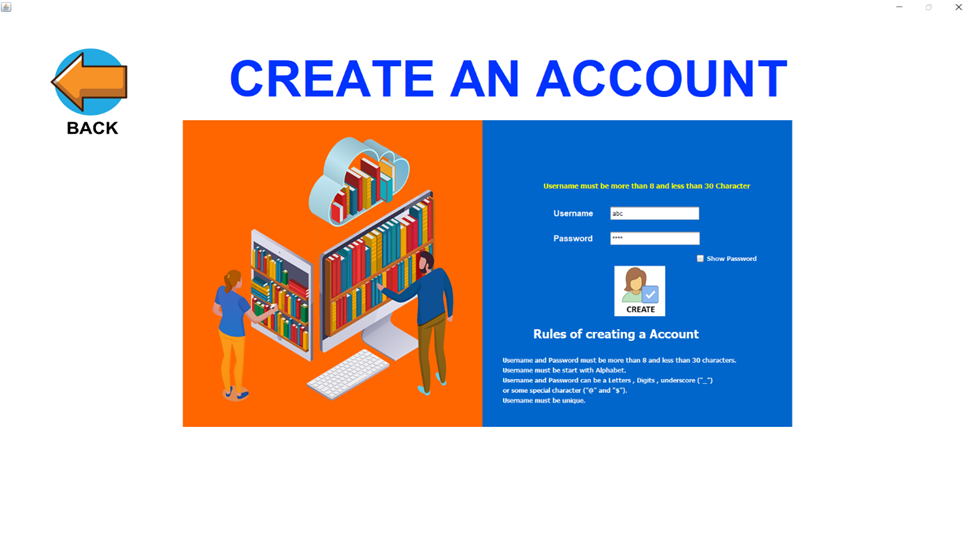 CREATE AN ACCOUNT
BACK
Username must be more than 8 and less than 30 Character
Username abc
Password ****
Show Password
CREATE
Rules of creating a Account
Username and Password must be more than 8 and less than 30 characters.
Username must be start with Alphabet.
Username and Password can be a Letters , Digits , underscore ("_")
or some special character ("@" and "$").
Username must be unique.